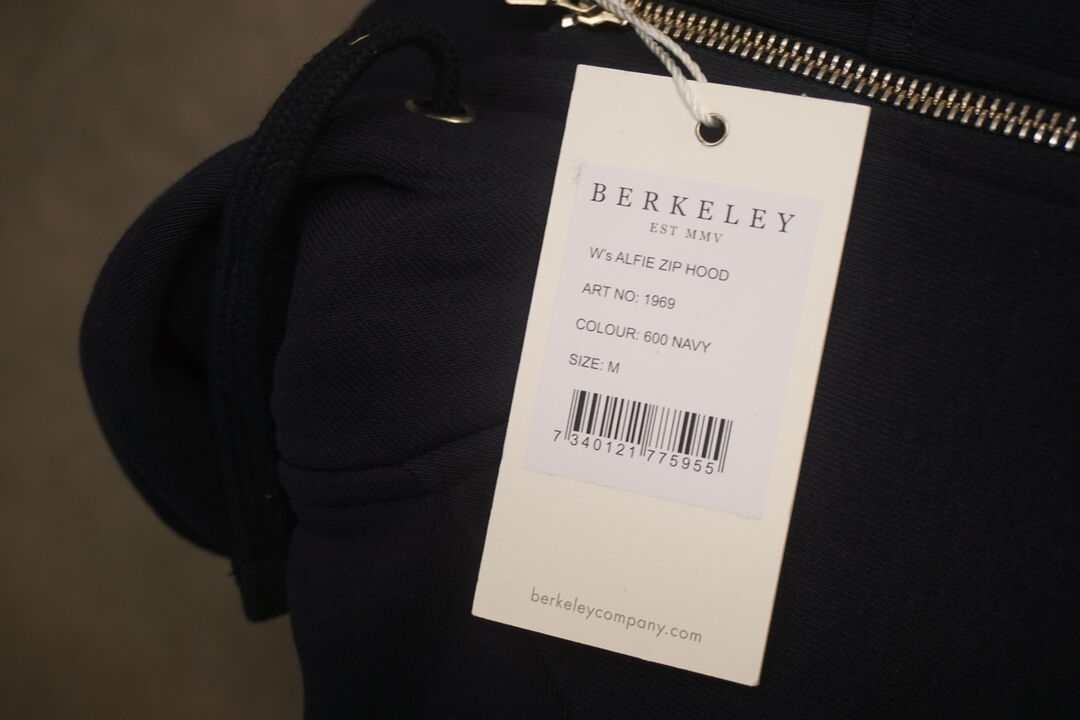 BERKELEY
EST MMV
W's ALFIE ZIP HOOD
ART NO: 1969
COLOUR: 600 NAVY
SIZE: M
7 340121 775955
berkeleycompany.com